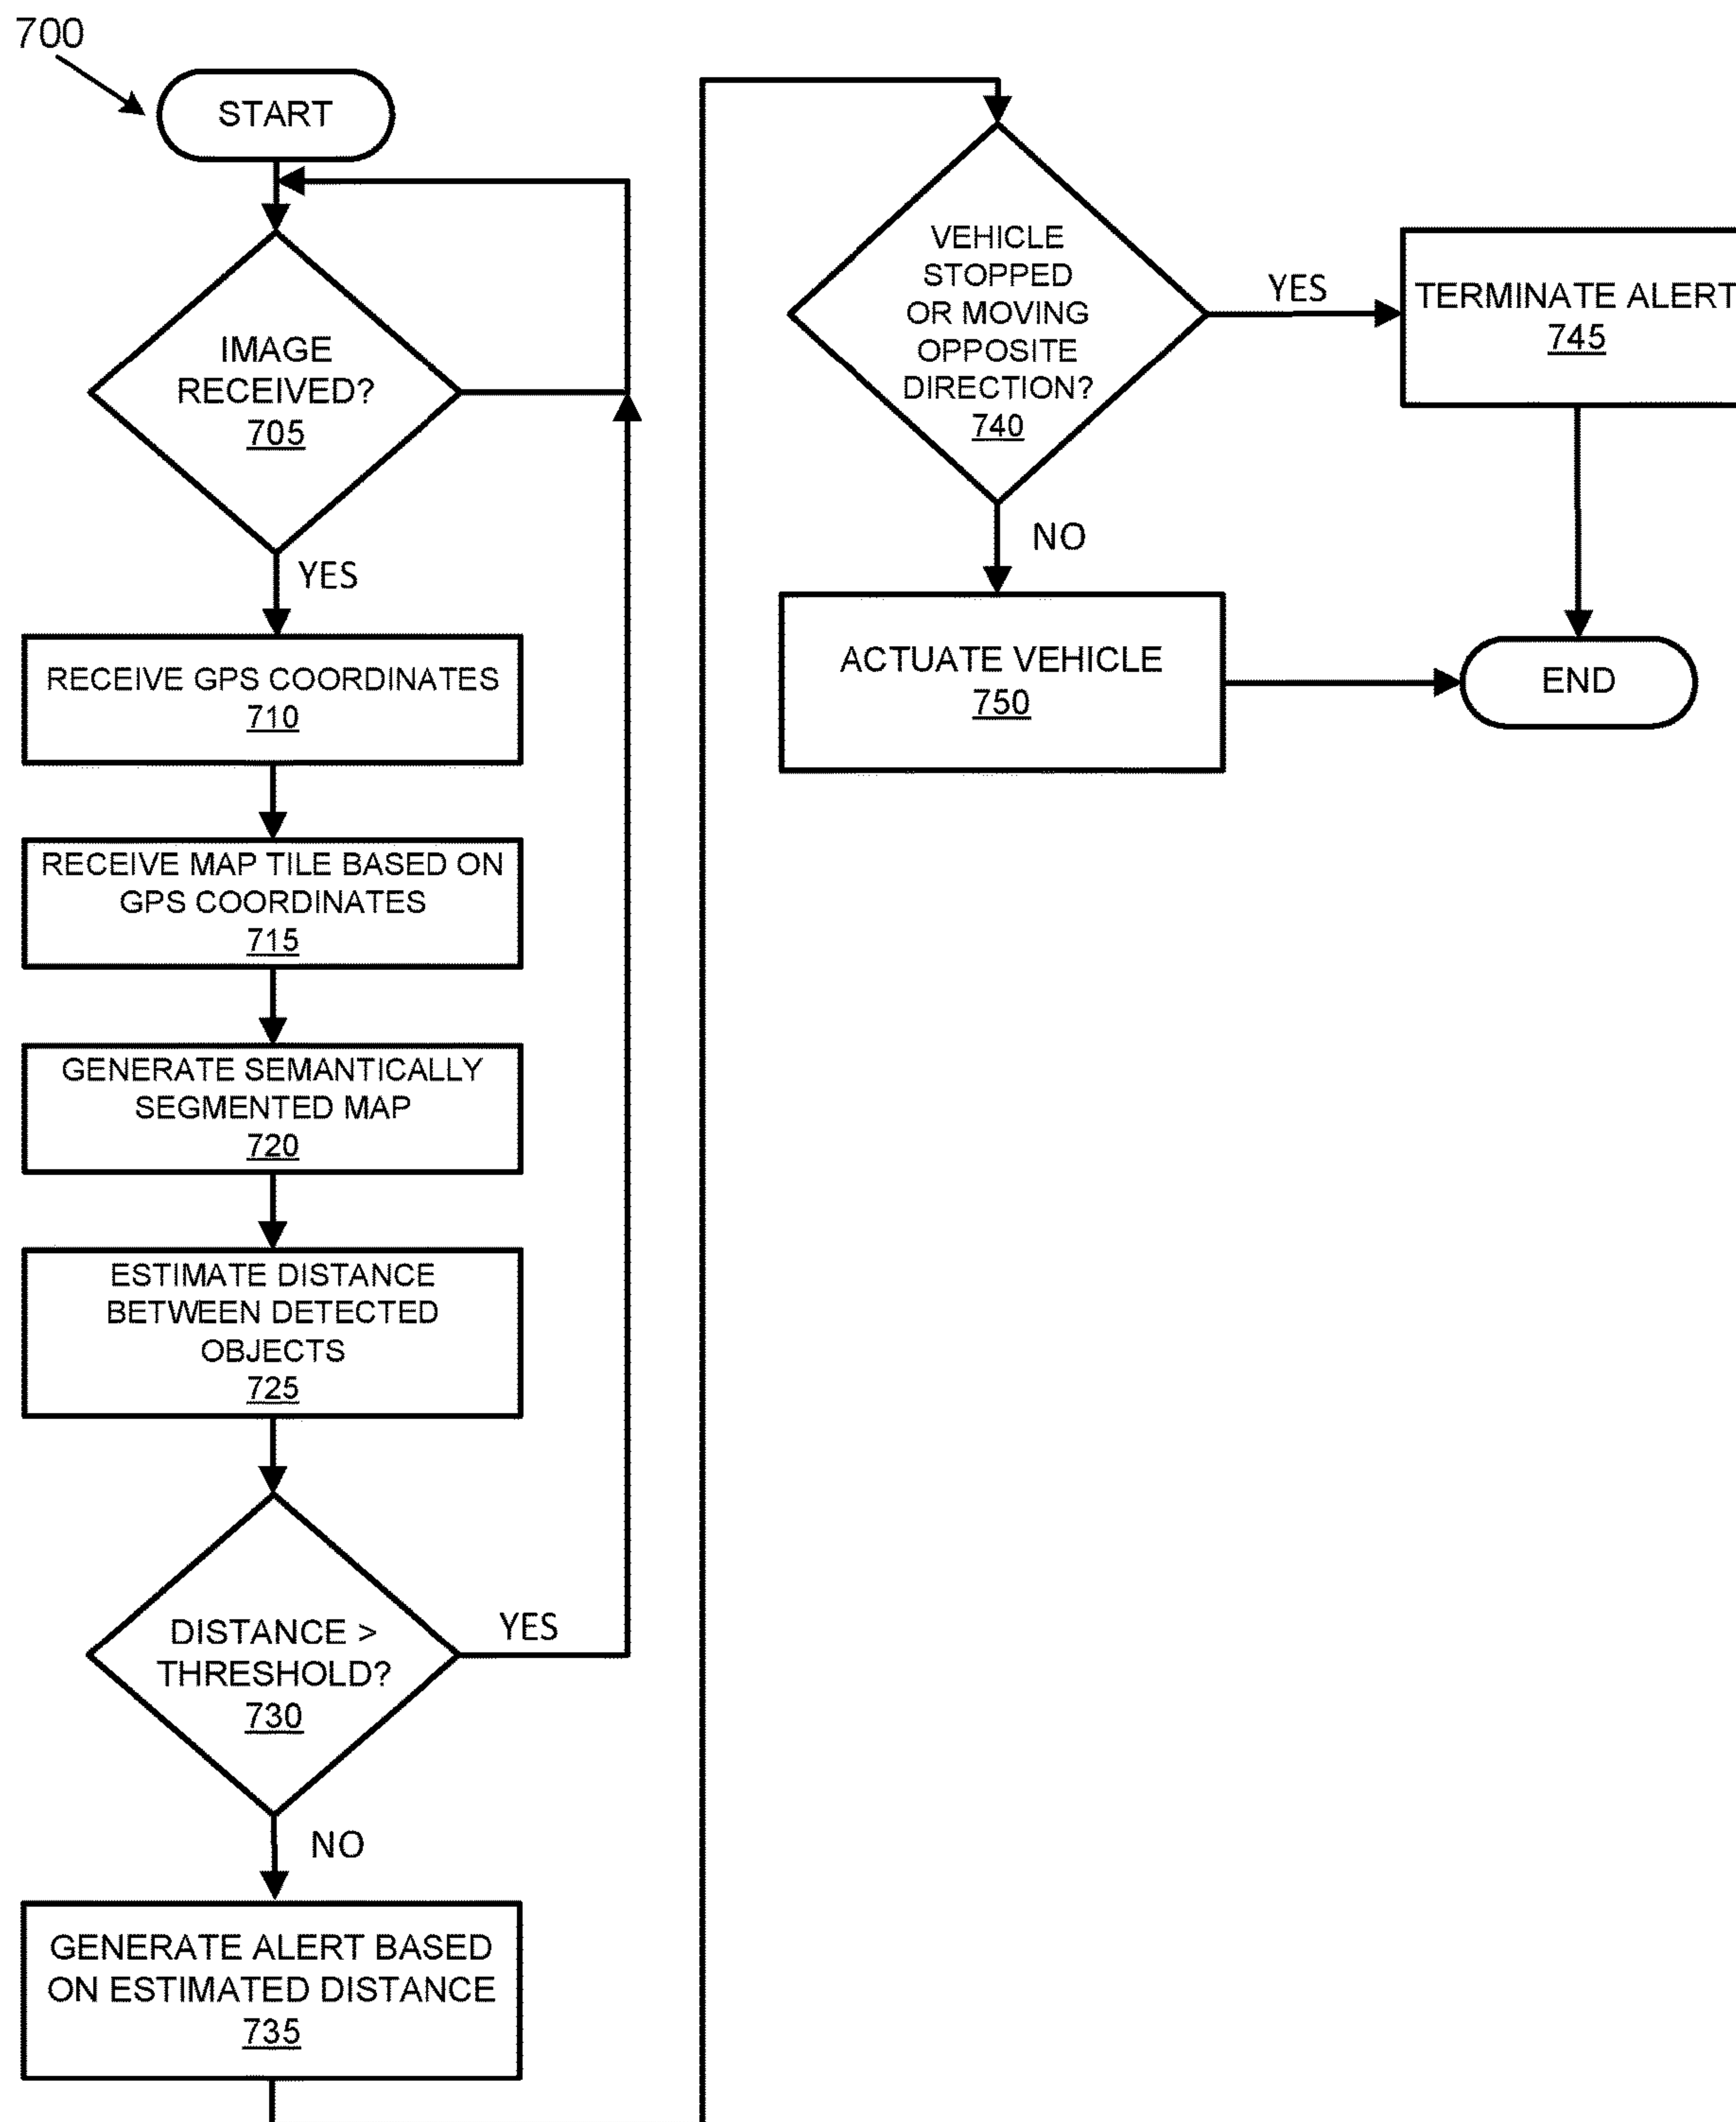 700
START
IMAGE
RECEIVED?
705
YES
RECEIVE GPS COORDINATES
710
RECEIVE MAP TILE BASED ON
GPS COORDINATES
715
GENERATE SEMANTICALLY
SEGMENTED MAP
720
ESTIMATE DISTANCE
BETWEEN DETECTED
OBJECTS
725
DISTANCE >
THRESHOLD?
730
YES
NO
GENERATE ALERT BASED
ON ESTIMATED DISTANCE
735
VEHICLE
STOPPED
OR MOVING
OPPOSITE
DIRECTION?
740
YES
TERMINATE ALERT
745
NO
ACTUATE VEHICLE
750
END